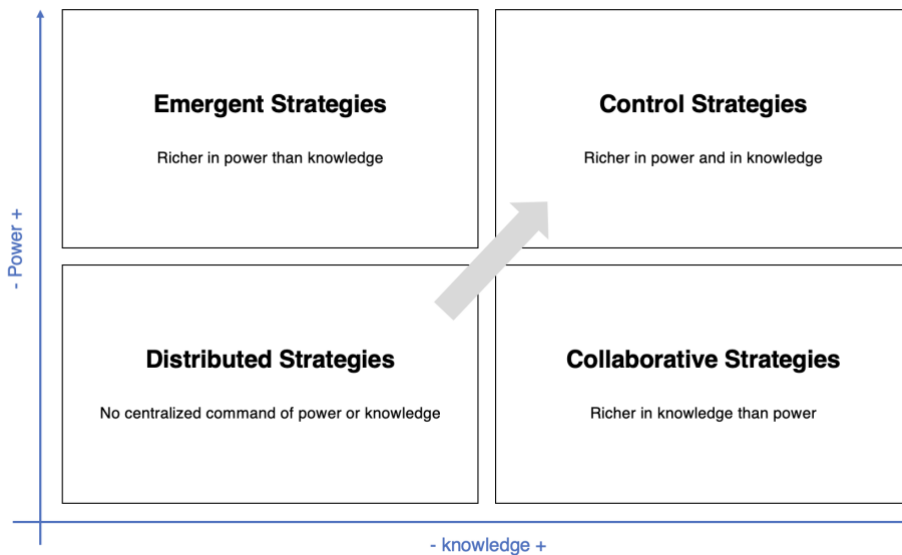 Emergent Strategies
Richer in power than knowledge
Control Strategies
Richer in power and in knowledge
- Power +
Distributed Strategies
No centralized command of power or knowledge
Collaborative Strategies
Richer in knowledge than power
- knowledge +